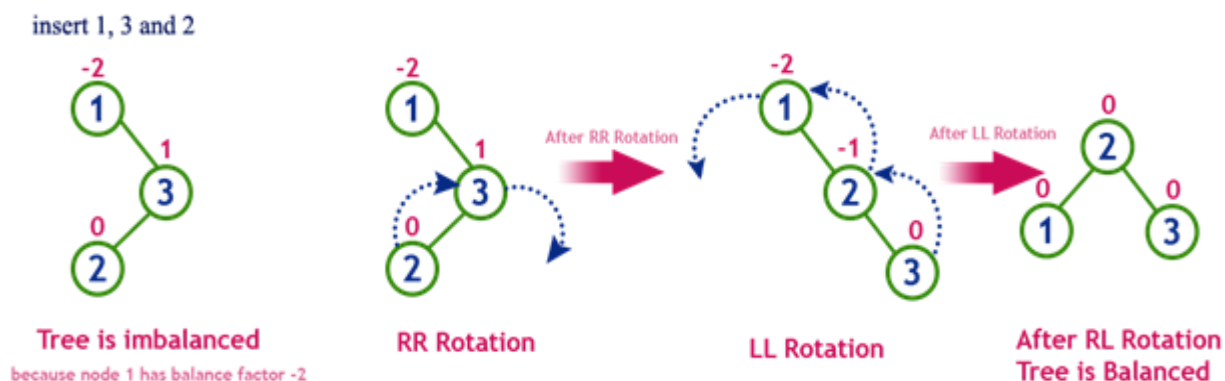 insert 1, 3 and 2
-2
1
1
3
0
2
Tree is imbalanced
because node 1 has balance factor -2
-2
1
1
3
0
2
RR Rotation
After RR Rotation
-2
1
-1
2
0
3
LL Rotation
After LL Rotation
0
2
0
1
0
3
After RL Rotation
Tree is Balanced